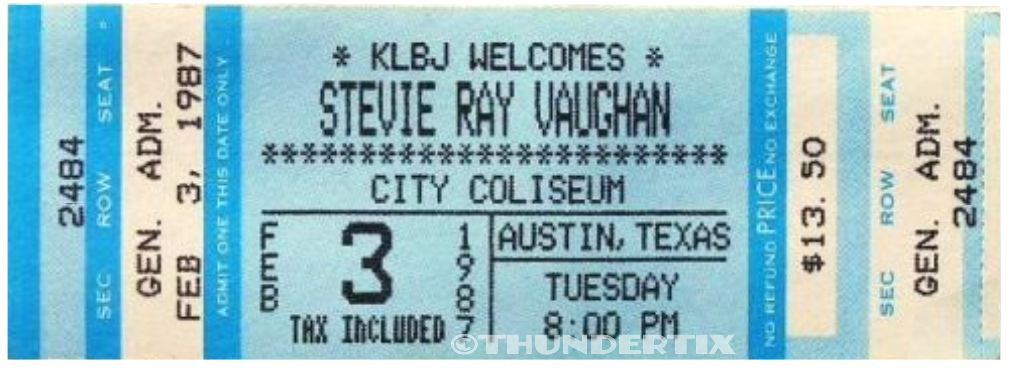 2484
SEC ROW SEAT
GEN. ADM.
FEB 3, 1987
ADMIT ONE THIS DATE ONLY
* KLBJ WELCOMES *
STEVIE RAY VAUGHAN
******************************
CITY COLISEUM
FEB 3 1987
TAX INCLUDED
AUSTIN, TEXAS
TUESDAY
8:00 PM
©THUNDERTIX
NO REFUND PRICE NO EXCHANGE
$13.50
SEC ROW SEAT
GEN. ADM.
2484